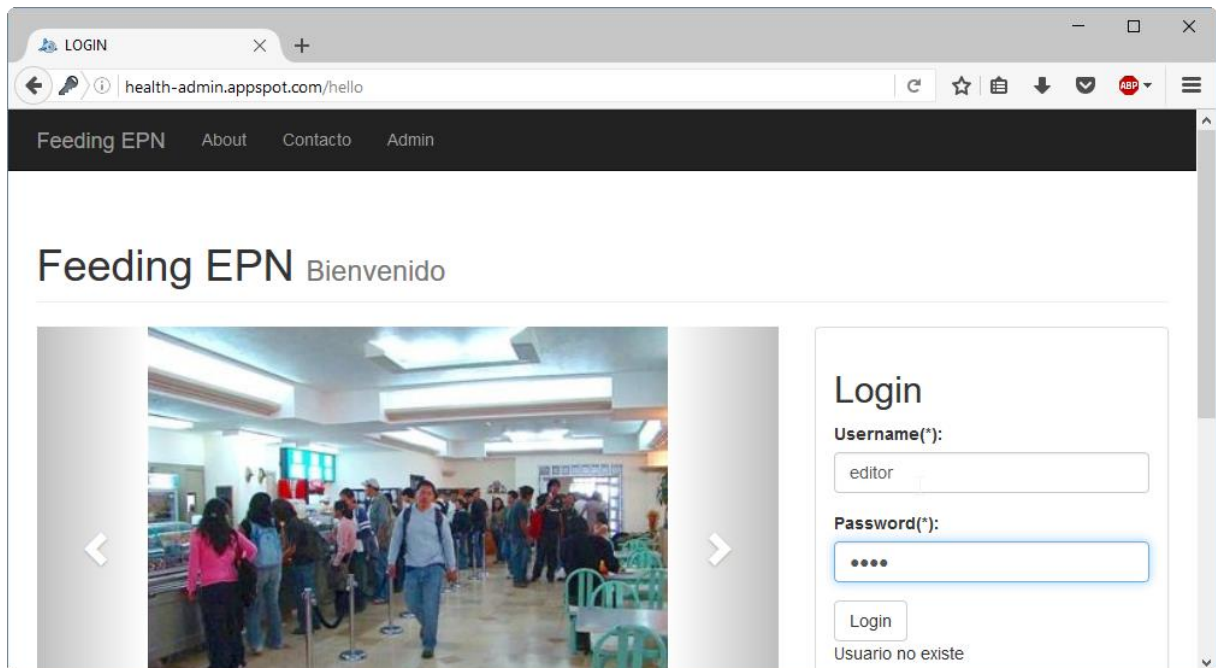 LOGIN
health-admin.appspot.com/hello
ABP
Feeding EPN About Contacto Admin
Feeding EPN Bienvenido
Login
Username(*):
editor
Password(*):
••••
Login
Usuario no existe